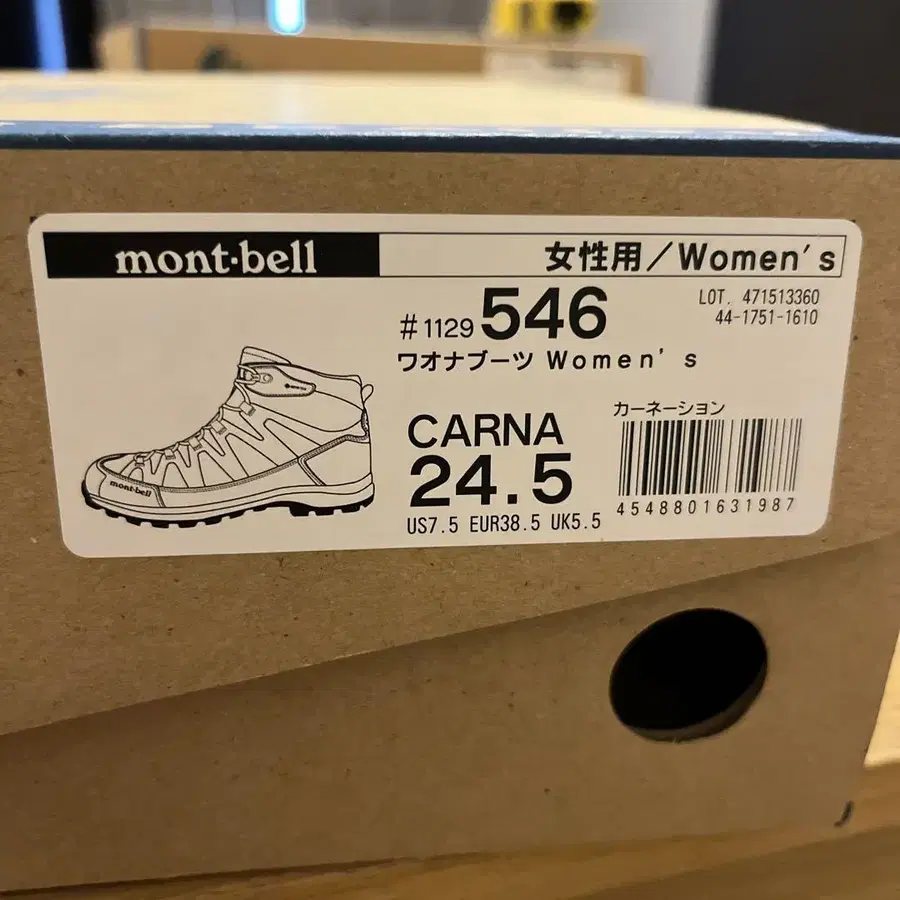 mont-bell
女性用/Women's
#1129 546
LOT. 471513360
44-1751-1610
ワオナブーツ Women's
CARNA
カーネーション
24.5
US7.5 EUR38.5 UK5.5
4548801631987
mont-bell